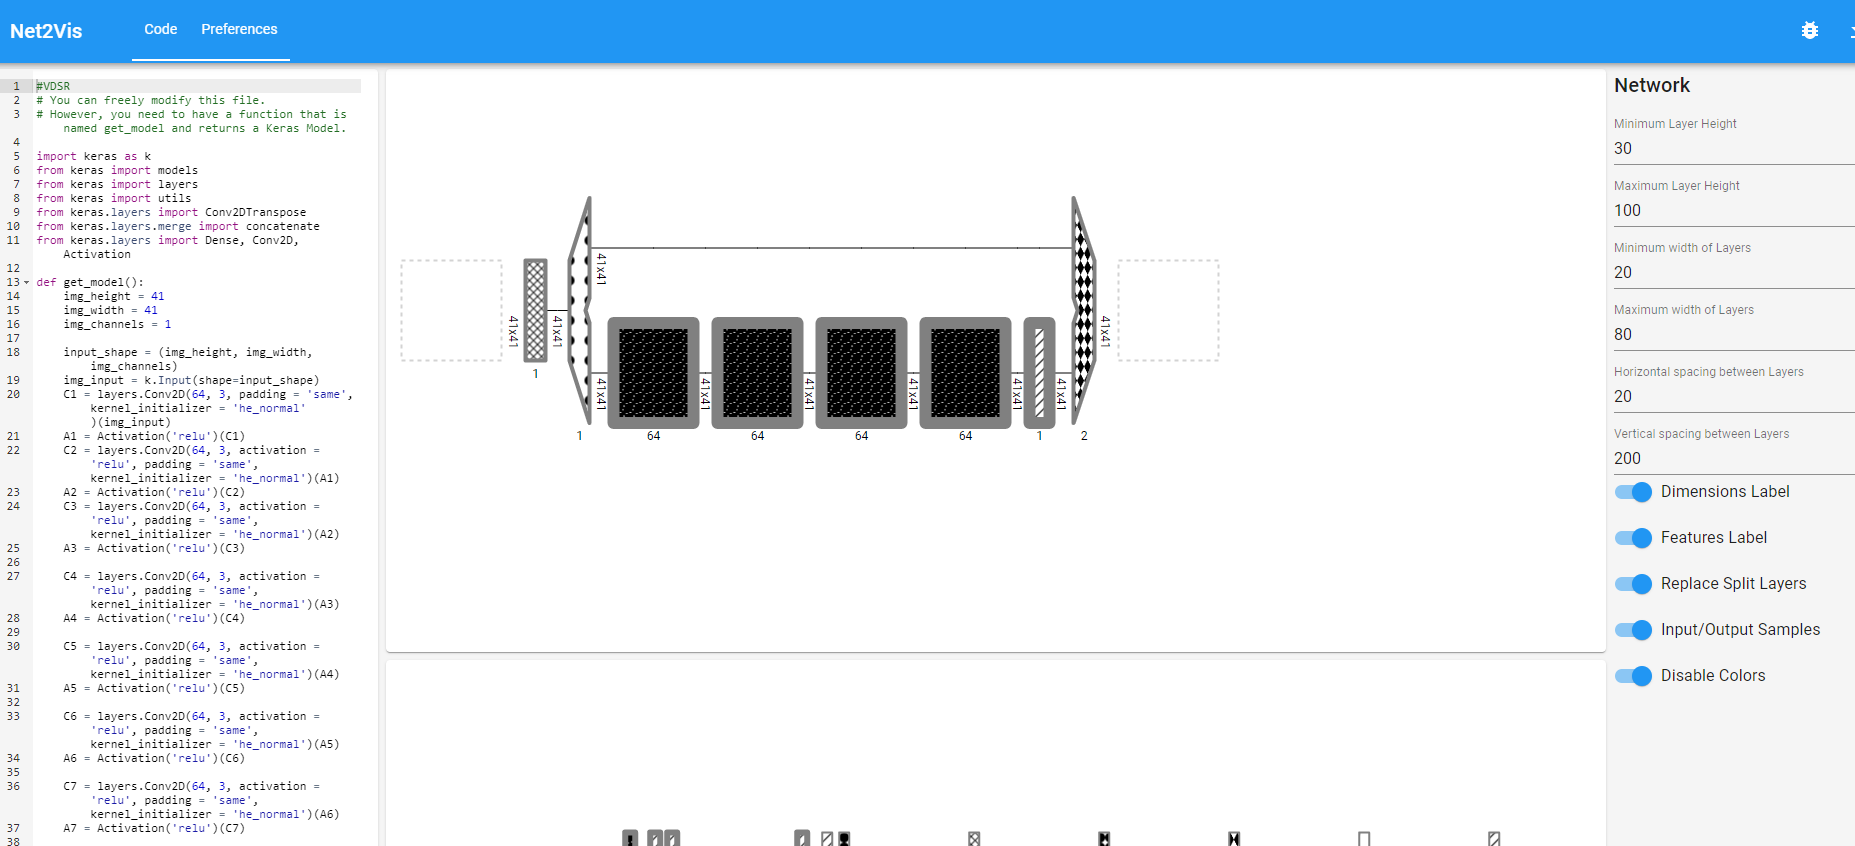 Net2Vis
Code
Preferences
1 #VDSR
2 # You can freely modify this file.
3 # However, you need to have a function that is
named get_model and returns a Keras Model.
4
5 import keras as k
6 from keras import models
7 from keras import layers
8 from keras import utils
9 from keras.layers import Conv2DTranspose
10 from keras.layers.merge import concatenate
11 from keras.layers import Dense, Conv2D,
Activation
12
13 def get_model():
14 img_height = 41
15 img_width = 41
16 img_channels = 1
17
18 input_shape = (img_height, img_width,
img_channels)
19 img_input = k.Input(shape=input_shape)
20 C1 = layers.Conv2D(64, 3, padding = 'same',
kernel_initializer = 'he_normal'
)(img_input)
21 A1 = Activation('relu')(C1)
22 C2 = layers.Conv2D(64, 3, activation =
'relu', padding = 'same',
kernel_initializer = 'he_normal')(A1)
23 A2 = Activation('relu')(C2)
24 C3 = layers.Conv2D(64, 3, activation =
'relu', padding = 'same',
kernel_initializer = 'he_normal')(A2)
25 A3 = Activation('relu')(C3)
26
27 C4 = layers.Conv2D(64, 3, activation =
'relu', padding = 'same',
kernel_initializer = 'he_normal')(A3)
28 A4 = Activation('relu')(C4)
29
30 C5 = layers.Conv2D(64, 3, activation =
'relu', padding = 'same',
kernel_initializer = 'he_normal')(A4)
31 A5 = Activation('relu')(C5)
32
33 C6 = layers.Conv2D(64, 3, activation =
'relu', padding = 'same',
kernel_initializer = 'he_normal')(A5)
34 A6 = Activation('relu')(C6)
35
36 C7 = layers.Conv2D(64, 3, activation =
'relu', padding = 'same',
kernel_initializer = 'he_normal')(A6)
37 A7 = Activation('relu')(C7)
38
41x41
41x41
41x41
41x41
41x41
41x41
41x41
41x41
41x41
41x41
1
1
64
64
64
64
1
2
Network
Minimum Layer Height
30
Maximum Layer Height
100
Minimum width of Layers
20
Maximum width of Layers
80
Horizontal spacing between Layers
20
Vertical spacing between Layers
200
Dimensions Label
Features Label
Replace Split Layers
Input/Output Samples
Disable Colors